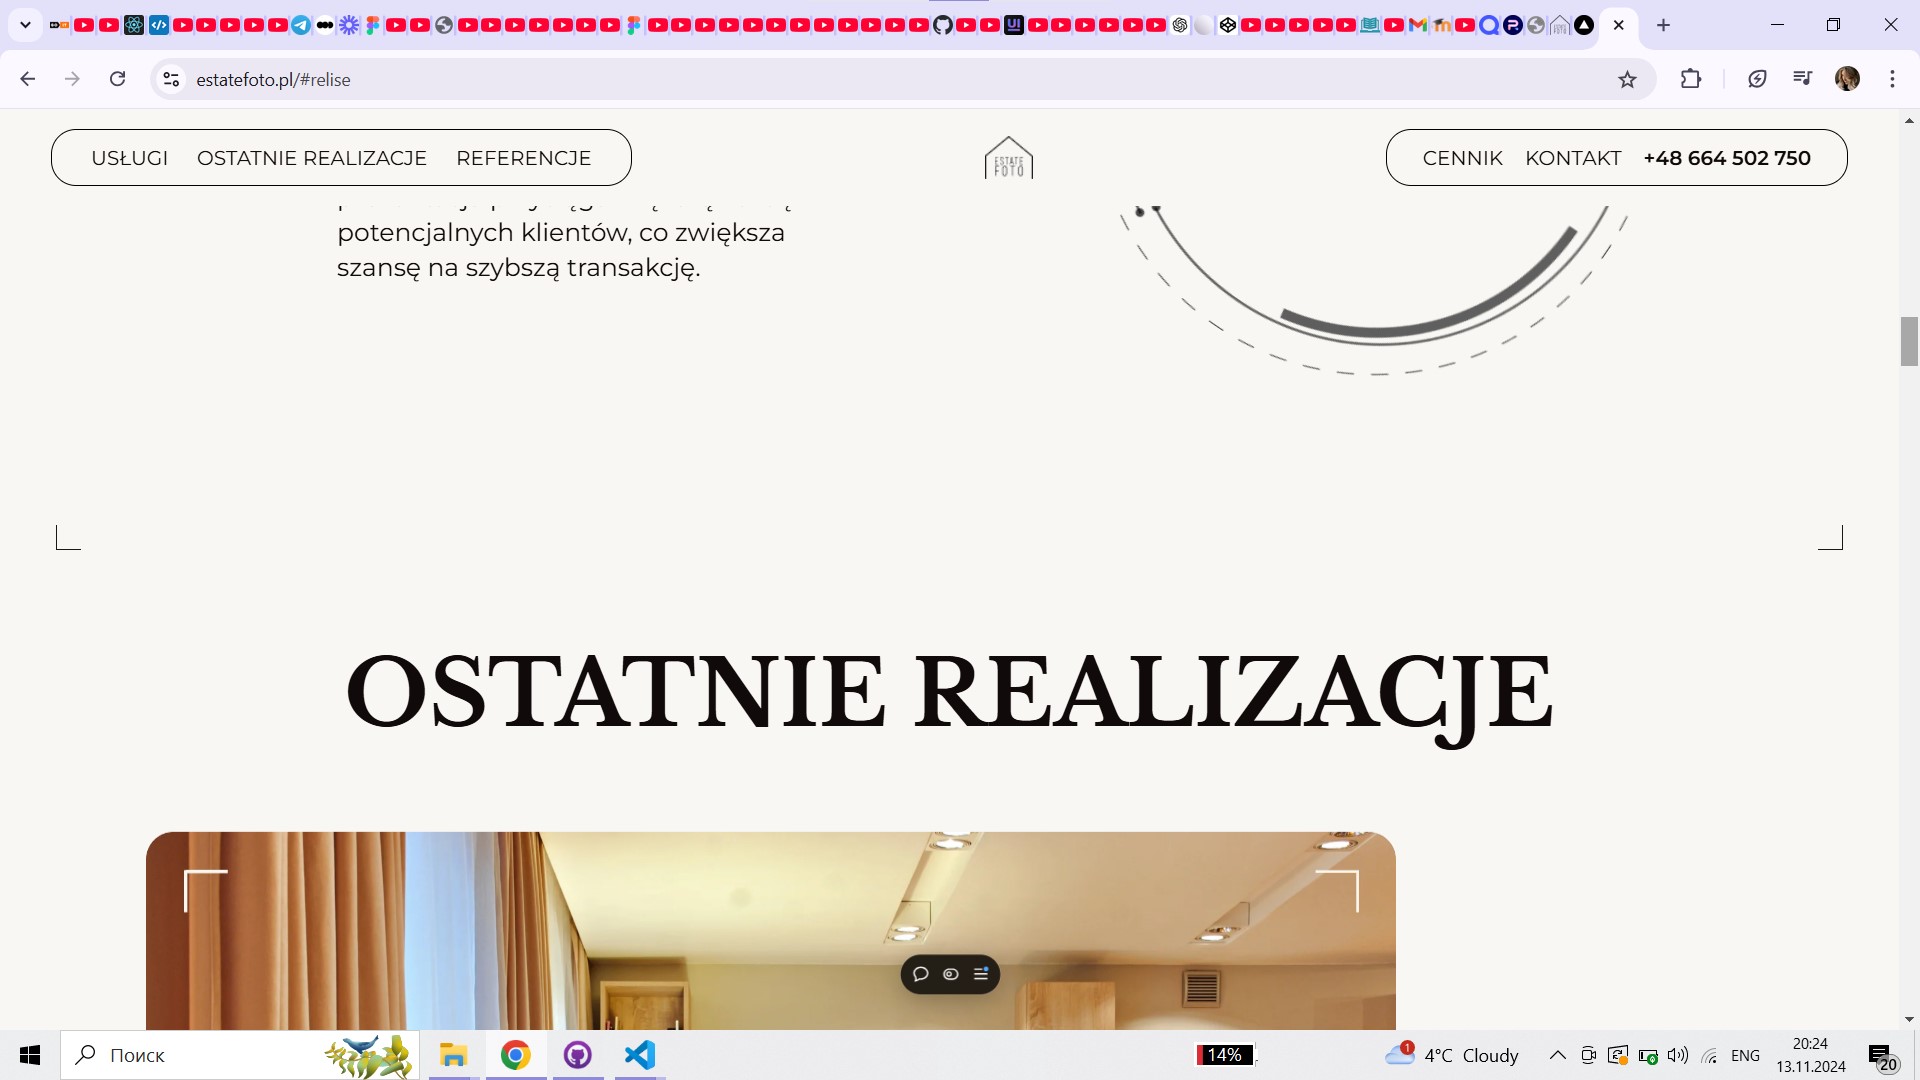 estatefoto.pl/#relise
USŁUGI OSTATNIE REALIZACJE REFERENCJE
ESTATE
FOTO
CENNIK KONTAKT +48 664 502 750
potencjalnych klientów, co zwiększa
szansę na szybszą transakcję.
OSTATNIE REALIZACJE
Поиск
14%
1
4°C Cloudy
ENG
20:24
13.11.2024
20